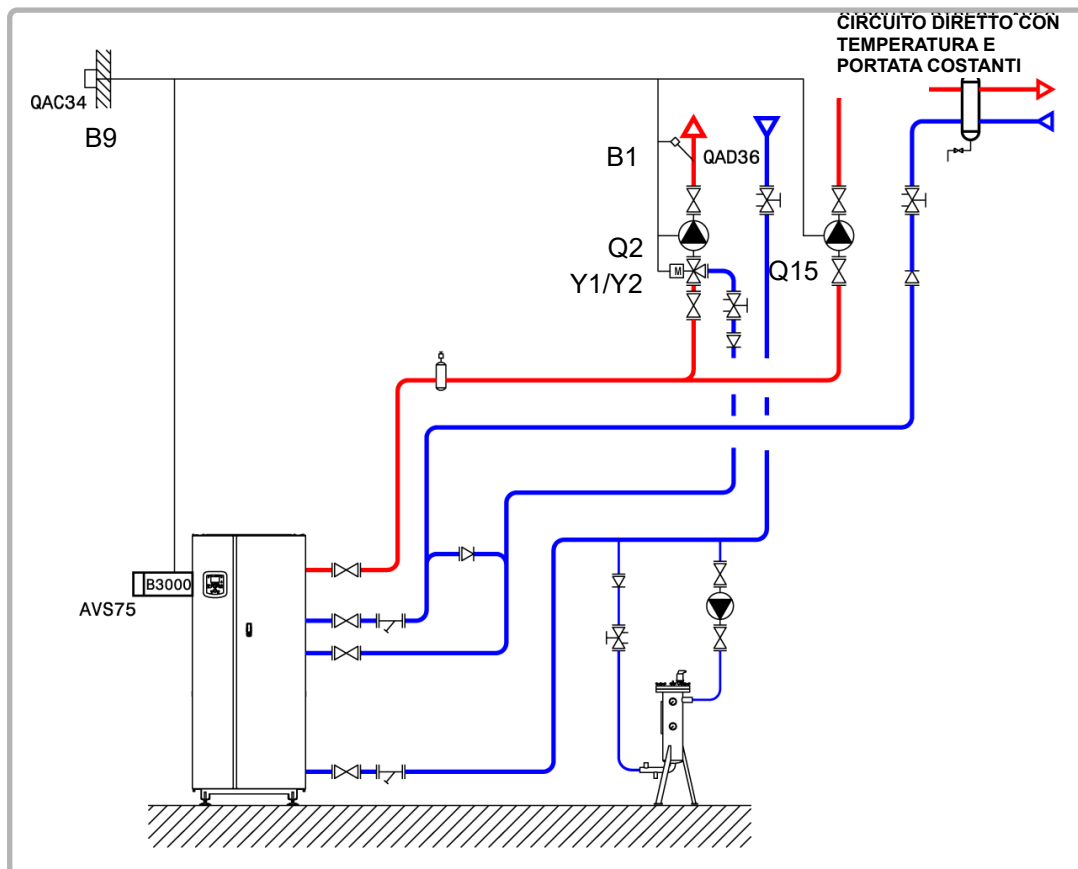 CIRCUITO DIRETTO CON
TEMPERATURA E
PORTATA COSTANTI
QAC34
B9
B1
QAD36
Q2
Y1/Y2
M
Q15
B3000
AVS75